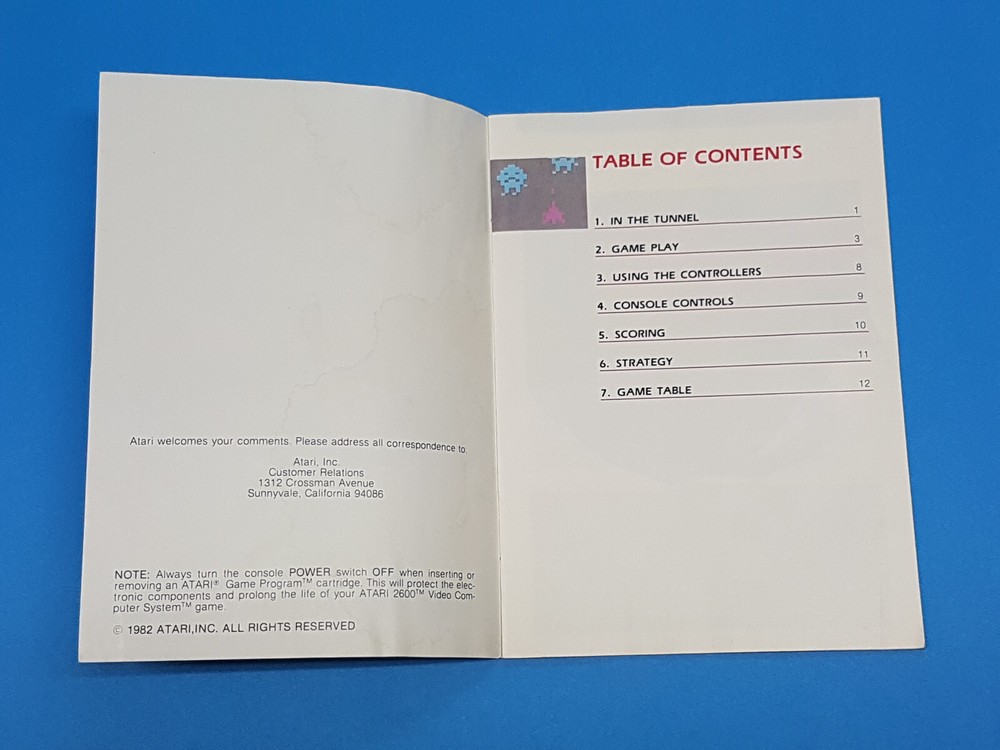 Atari welcomes your comments. Please address all correspondence to:
Atari, Inc.
Customer Relations
1312 Crossman Avenue
Sunnyvale, California 94086
NOTE: Always turn the console POWER switch OFF when inserting or
removing an ATARI® Game Program™ cartridge. This will protect the elec-
tronic components and prolong the life of your ATARI 2600™ Video Com-
puter System™ game.
© 1982 ATARI,INC. ALL RIGHTS RESERVED
TABLE OF CONTENTS
1. IN THE TUNNEL 1
2. GAME PLAY 3
3. USING THE CONTROLLERS 8
4. CONSOLE CONTROLS 9
5. SCORING 10
6. STRATEGY 11
7. GAME TABLE 12